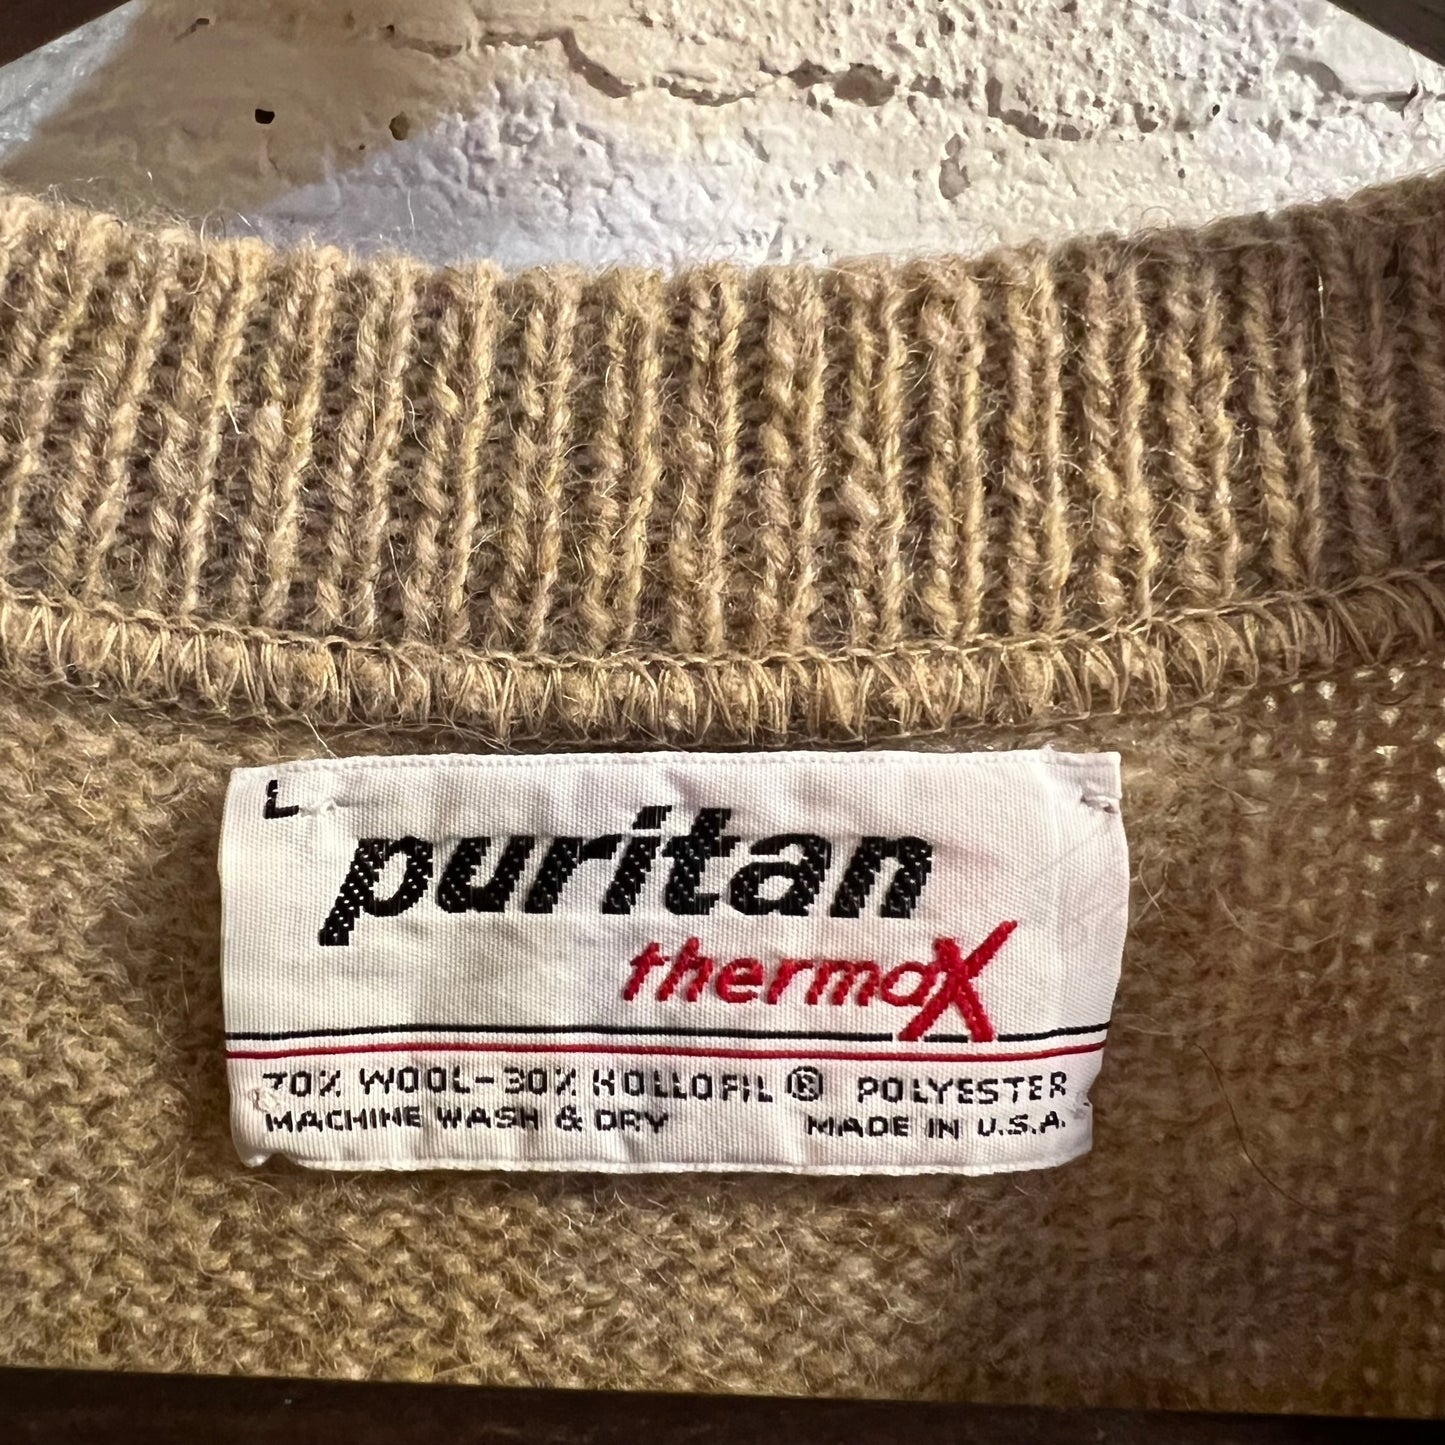 L
puritan
thermaX
70% WOOL-30% HOLLOFIL ® POLYESTER
MACHINE WASH & DRY MADE IN U.S.A.